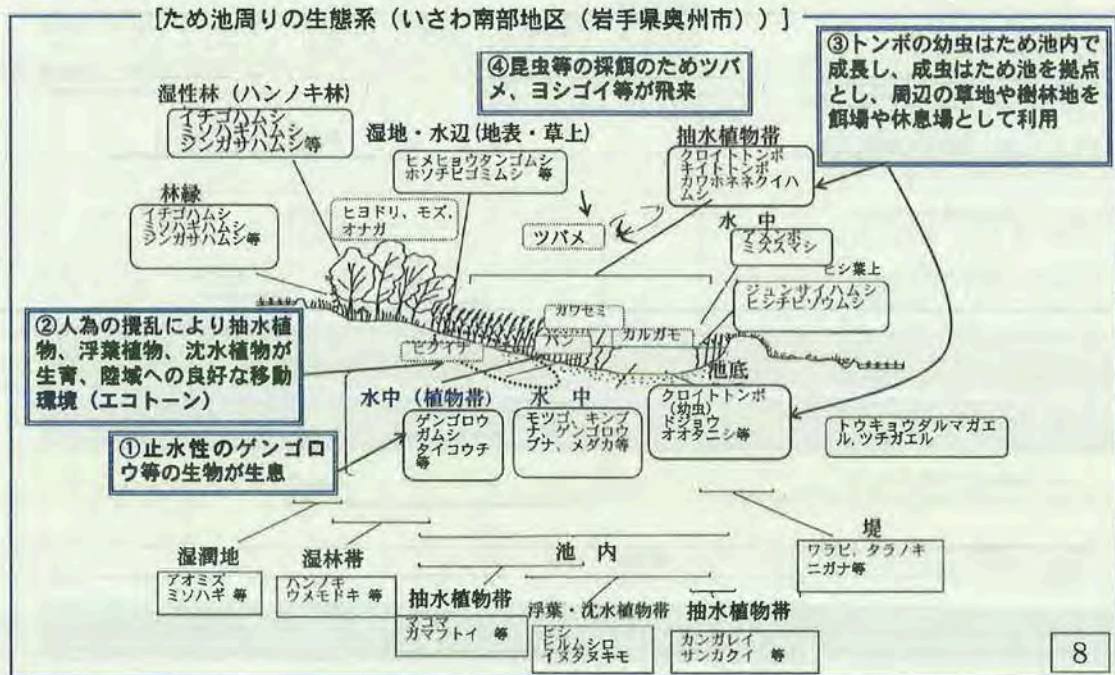 [ため池周りの生態系（いさわ南部地区（岩手県奥州市））]
③トンボの幼虫はため池内で
成長し、成虫はため池を拠点
とし、周辺の草地や樹林地を
餌場や休息場として利用
④昆虫等の採餌のためツバ
メ、ヨシゴイ等が飛来
湿性林（ハンノキ林）
イチゴハムシ
ミソハギハムシ
ジンガサハムシ等
湿地・水辺(地表・草上)
ヒメヒョウタンゴムシ
ホソチビゴミムシ 等
抽水植物帯
クロイトトンボ
キイトトンボ
カワホネネクイハ
ムシ
林縁
イチゴハムシ
ミソハギハムシ
ジンガサハムシ等
ヒヨドリ、モズ、
オナガ
ツバメ
水 中
アメンボ
ミズスマシ
ヒシ葉上
ジュンサイハムシ
ヒシチビゾウムシ
カワセミ
バン
カルガモ
②人為の攪乱により抽水植
物、浮葉植物、沈水植物が
生育、陸域への良好な移動
環境（エコトーン）
水中（植物帯）
ゲンゴロウ
ガムシ
タイコウチ
等
水 中
モツゴ、キンブ
ナ、ゲンゴロウ
ブナ、メダカ等
池底
クロイトトンボ
(幼虫)
ドジョウ
オオタニシ等
トウキョウダルマガエ
ル、ツチガエル
①止水性のゲンゴロ
ウ等の生物が生息
湿潤地
アオミズ
ミソハギ 等
湿林帯
ハンノキ
ウメモドキ 等
池 内
堤
ワラビ、タラノキ
ニガナ等
抽水植物帯
マコモ
ガマフトイ 等
浮葉・沈水植物帯
ヒシ
ヒルムシロ
イヌタヌキモ
抽水植物帯
カンガレイ
サンカクイ 等
8